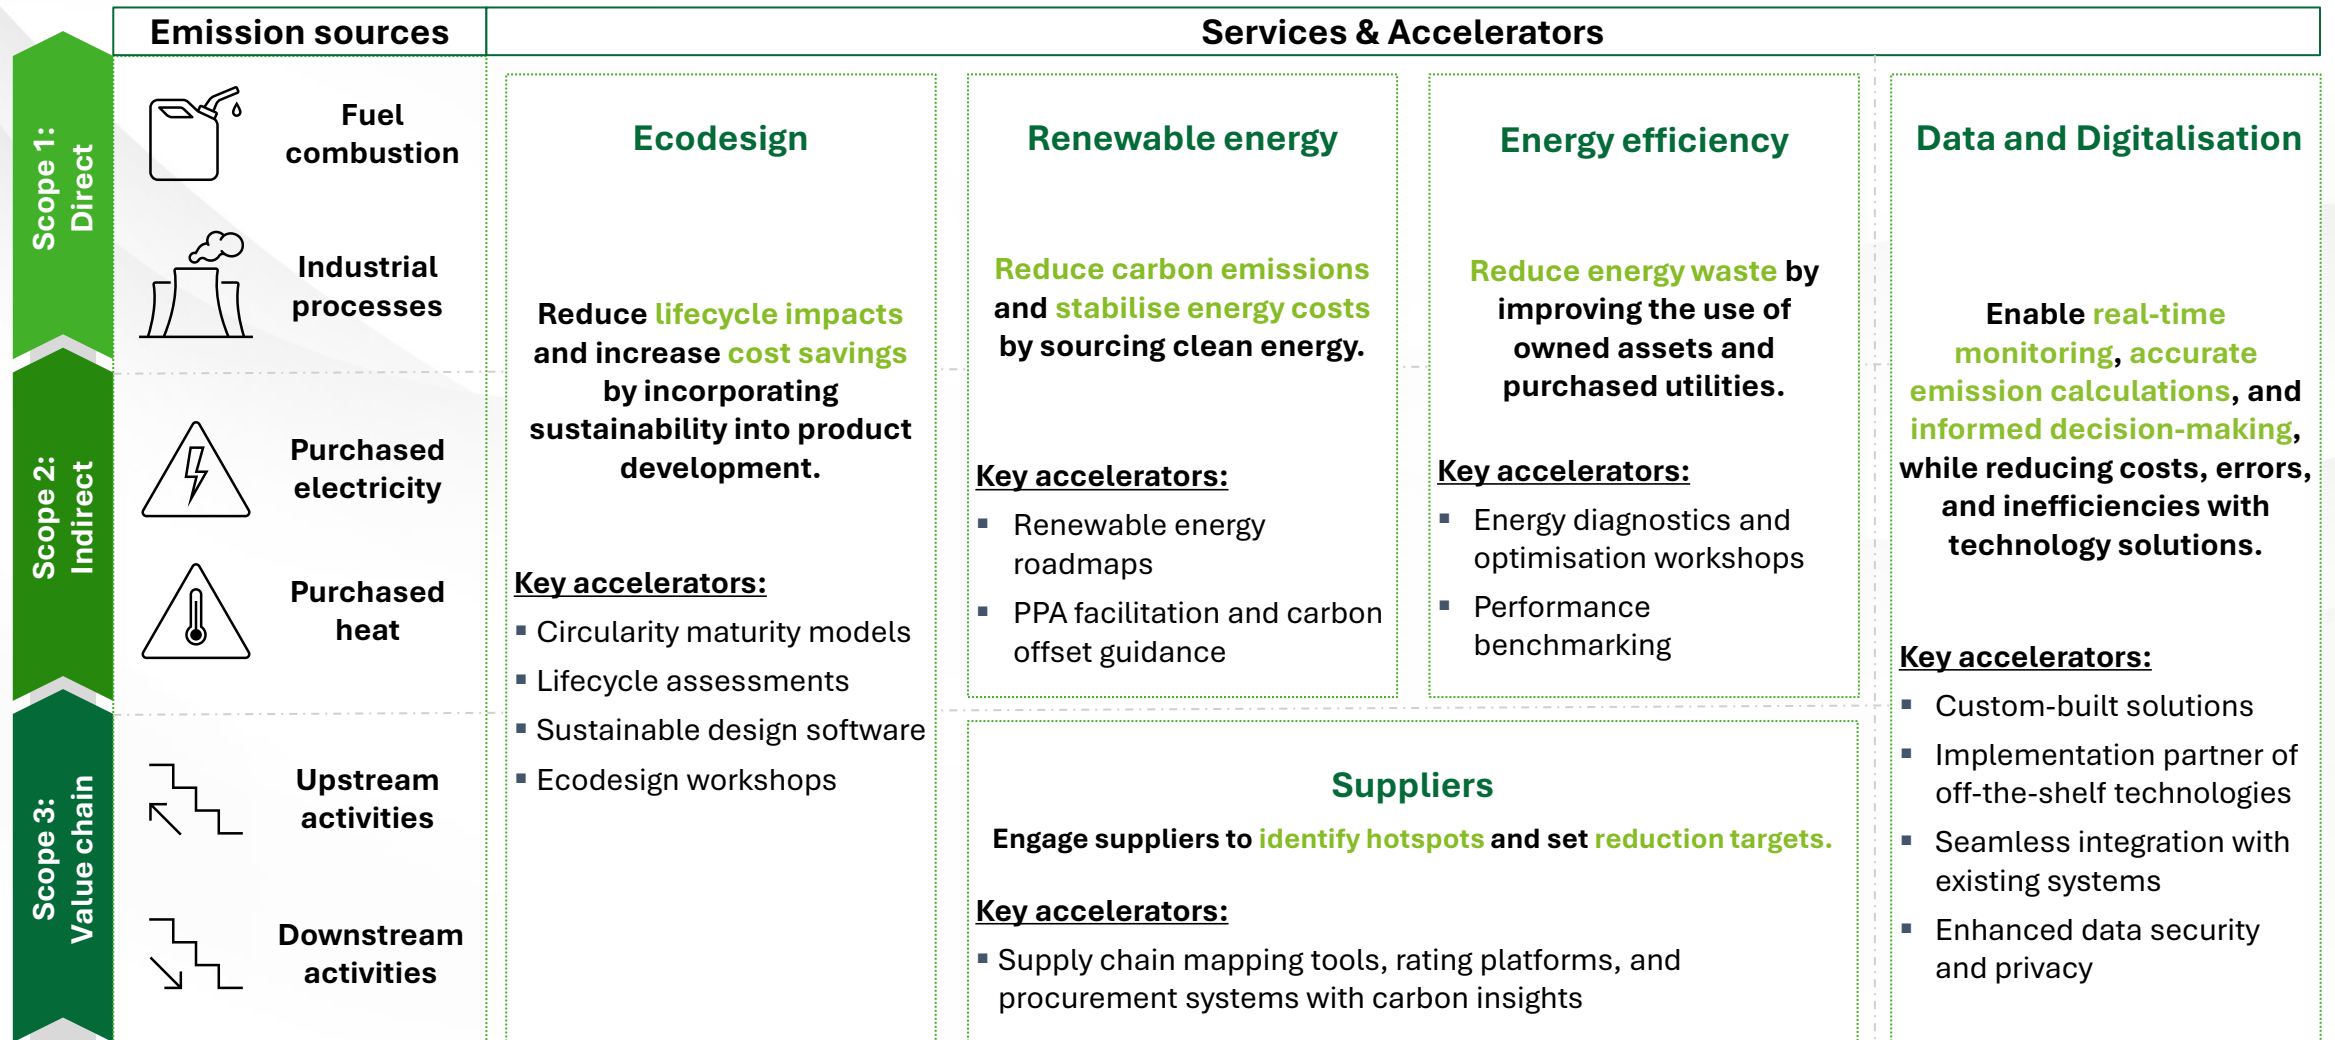 Emission sources
Services & Accelerators
Scope 1:
Direct
Fuel
combustion
Industrial
processes
Scope 2:
Indirect
Purchased
electricity
Purchased
heat
Scope 3:
Value chain
Upstream
activities
Downstream
activities
Ecodesign
Reduce lifecycle impacts
and increase cost savings
by incorporating
sustainability into product
development.
Key accelerators:
▪ Circularity maturity models
▪ Lifecycle assessments
▪ Sustainable design software
▪ Ecodesign workshops
Renewable energy
Reduce carbon emissions
and stabilise energy costs
by sourcing clean energy.
Key accelerators:
▪ Renewable energy
roadmaps
▪ PPA facilitation and carbon
offset guidance
Energy efficiency
Reduce energy waste by
improving the use of
owned assets and
purchased utilities.
Key accelerators:
▪ Energy diagnostics and
optimisation workshops
▪ Performance
benchmarking
Suppliers
Engage suppliers to identify hotspots and set reduction targets.
Key accelerators:
▪ Supply chain mapping tools, rating platforms, and
procurement systems with carbon insights
Data and Digitalisation
Enable real-time
monitoring, accurate
emission calculations, and
informed decision-making,
while reducing costs, errors,
and inefficiencies with
technology solutions.
Key accelerators:
▪ Custom-built solutions
▪ Implementation partner of
off-the-shelf technologies
▪ Seamless integration with
existing systems
▪ Enhanced data security
and privacy